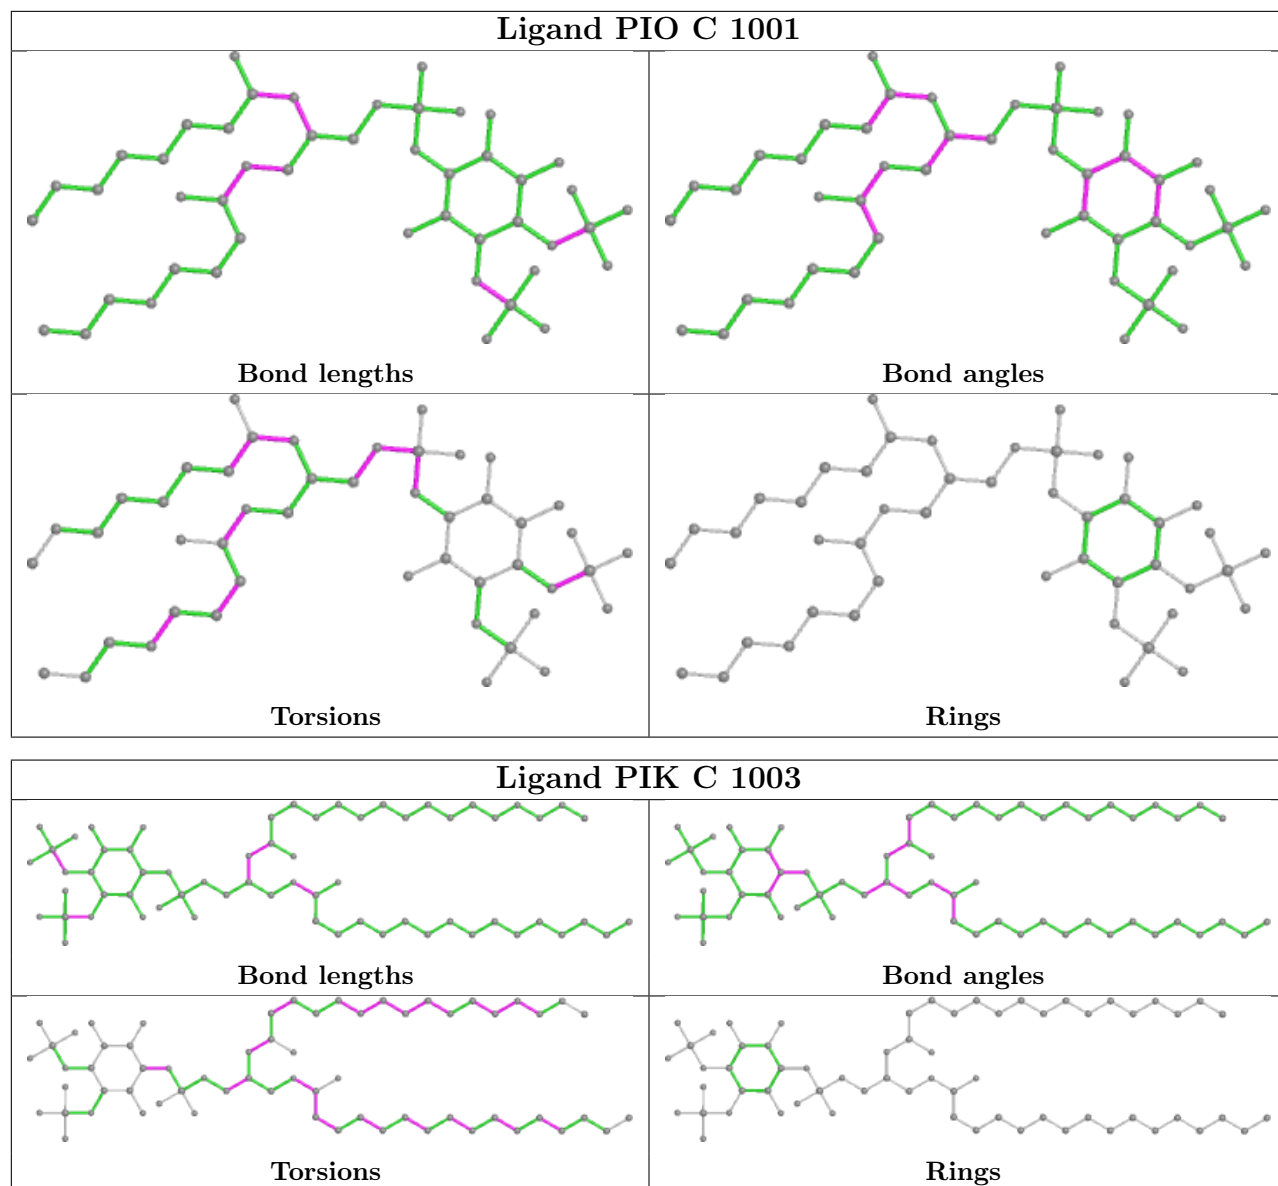 Ligand PIO C 1001
Bond lengths
Bond angles
Torsions
Rings
Ligand PIK C 1003
Bond lengths
Bond angles
Torsions
Rings